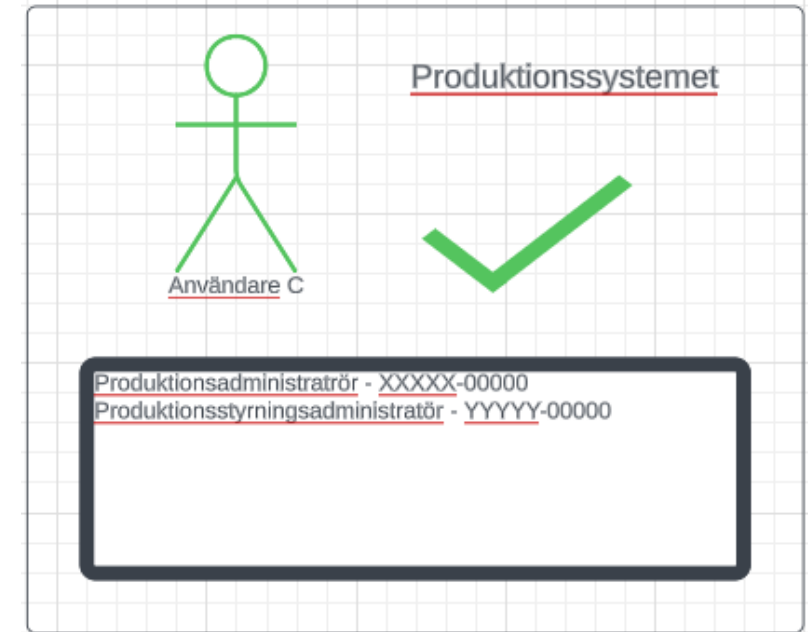 Produktionssystemet
Användare C
Produktionsadministratrör - XXXXX-00000
Produktionsstyrningsadministratör - YYYYY-00000